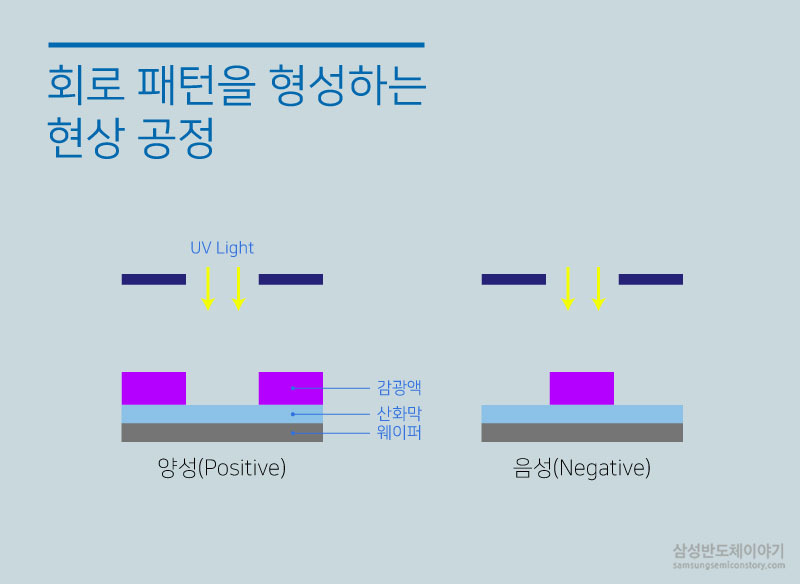 회로 패턴을 형성하는
현상 공정
UV Light
감광액
산화막
웨이퍼
양성(Positive)
음성(Negative)
삼성반도체이야기
samsungsemiconstory.com